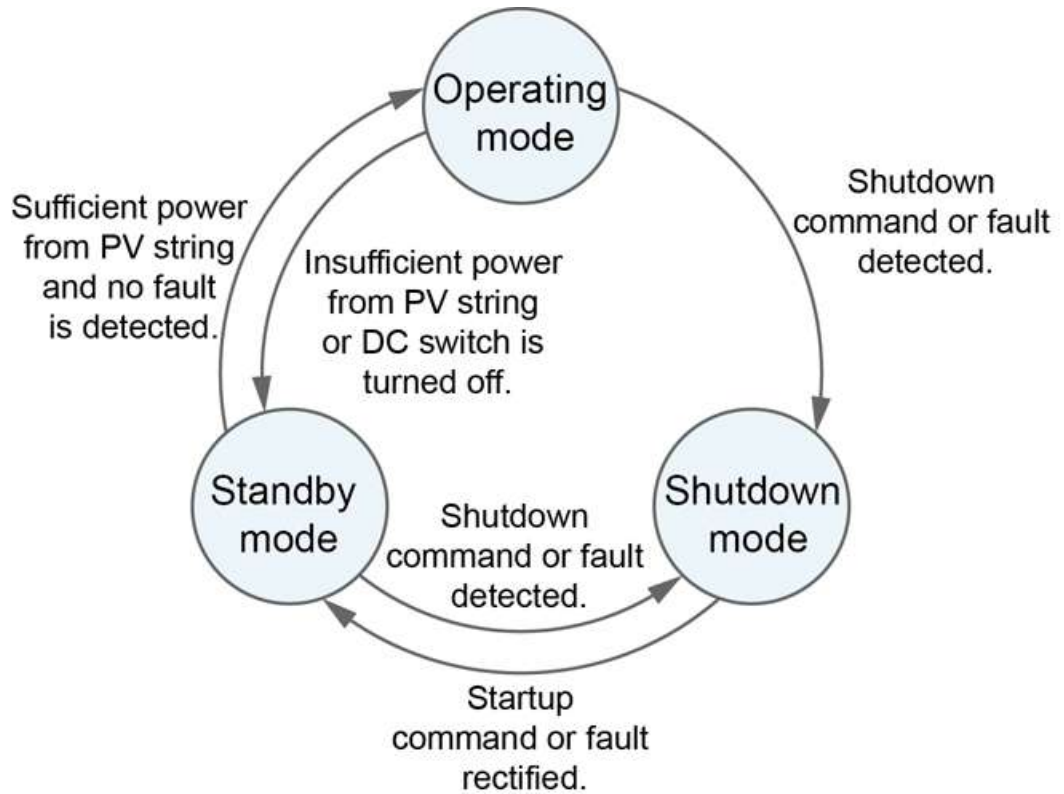 Operating
mode
Sufficient power
from PV string
and no fault
is detected.
Insufficient power
from PV string
or DC switch is
turned off.
Shutdown
command or fault
detected.
Standby
mode
Shutdown
command or fault
detected.
Shutdown
mode
Startup
command or fault
rectified.